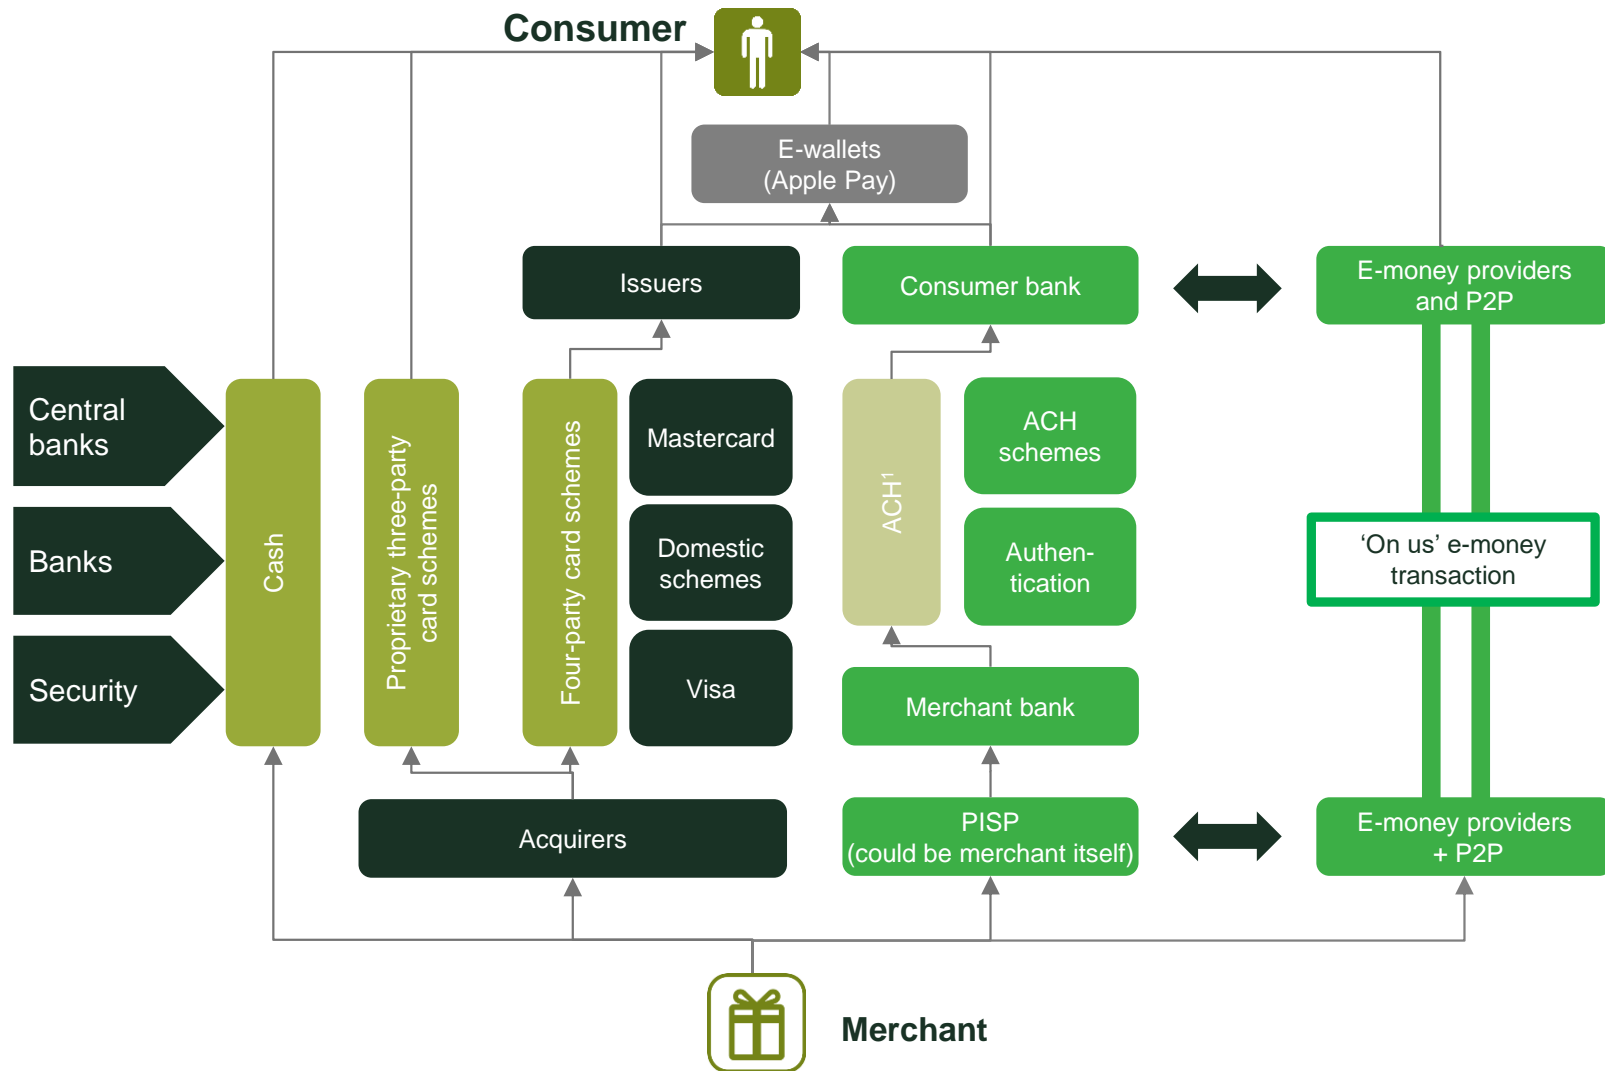 Consumer
E-wallets
(Apple Pay)
Issuers
Consumer bank
E-money providers
and P2P
Central
banks
Banks
Security
Cash
Proprietary three-party
card schemes
Four-party card schemes
Mastercard
Domestic
schemes
Visa
ACH¹
ACH
schemes
Authen-
tication
‘On us’ e-money
transaction
Merchant bank
Acquirers
PISP
(could be merchant itself)
E-money providers
+ P2P
Merchant